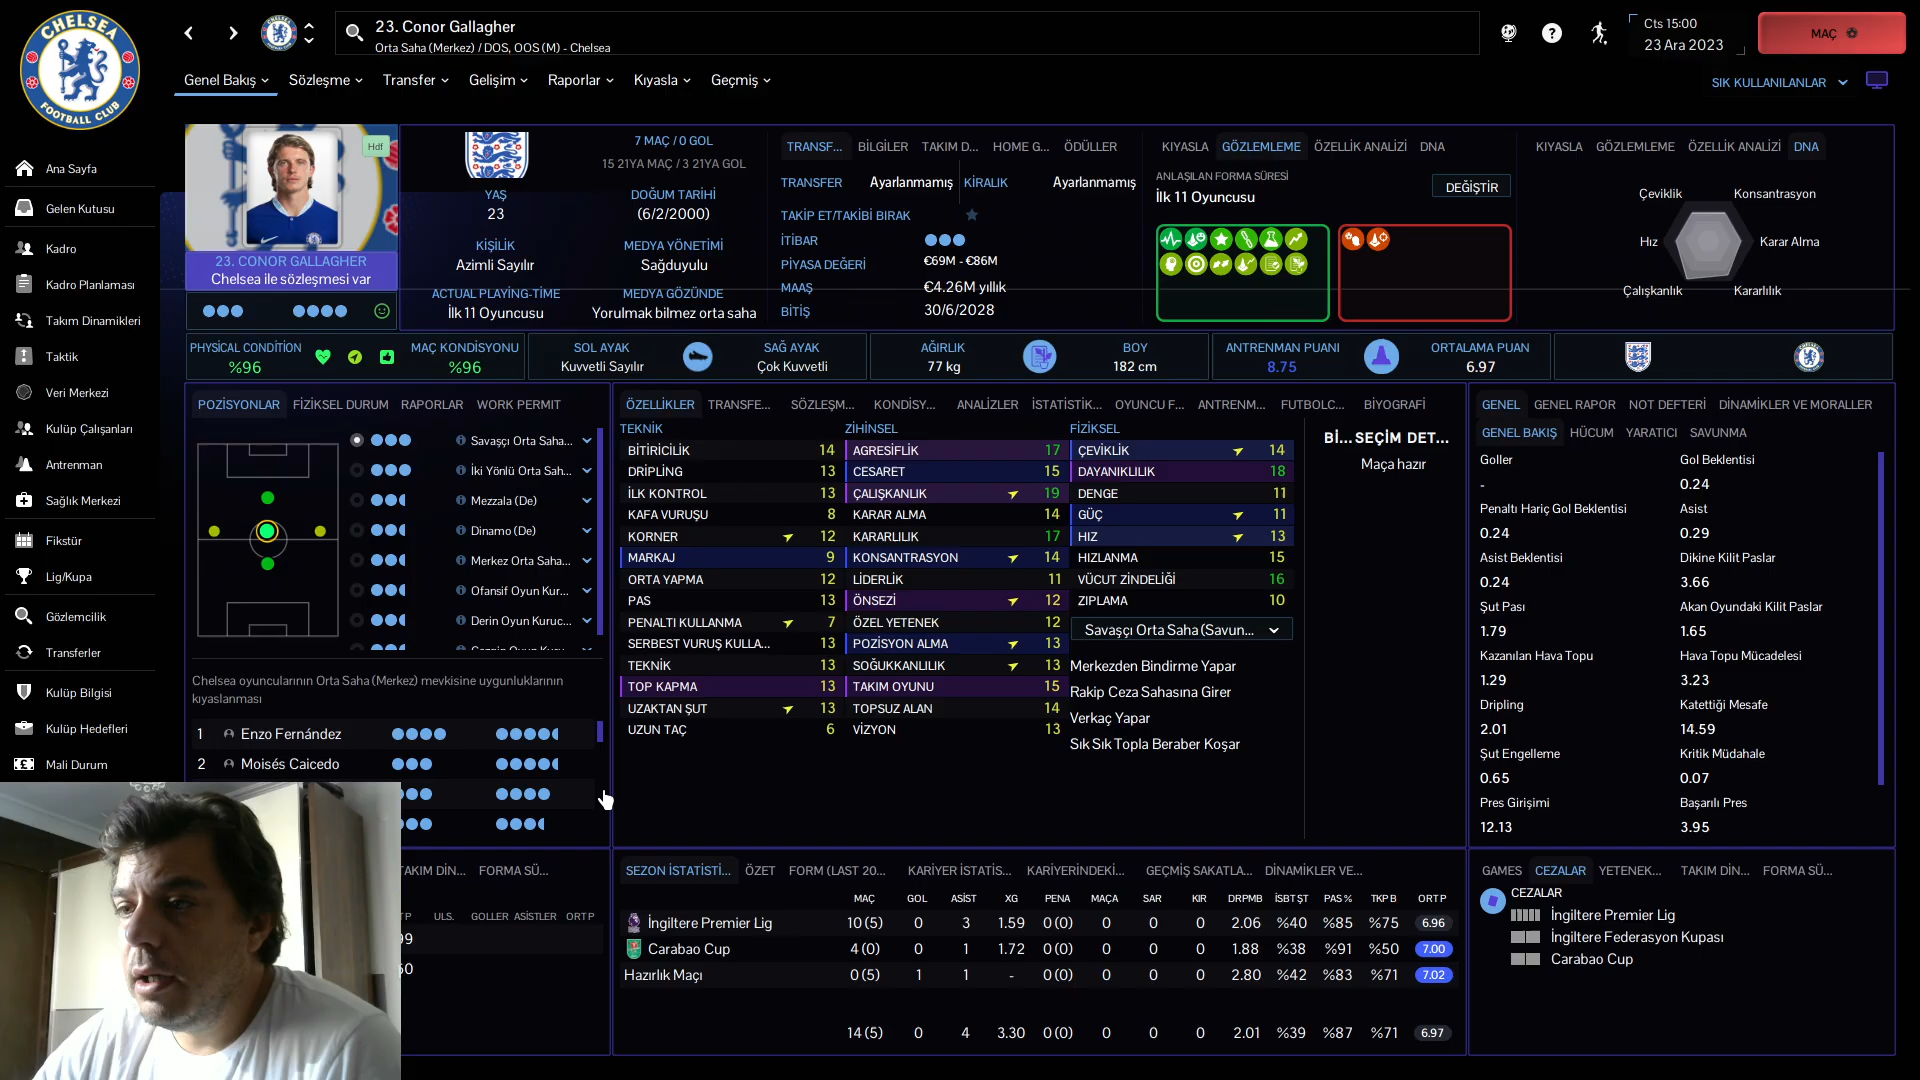 CHELSEA
FOOTBALL CLUB
23. Conor Gallagher
Orta Saha (Merkez) / DOS, OOS (M) - Chelsea
Cts 15:00
23 Ara 2023
MAÇ
Genel Bakış
Sözleşme
Transfer
Gelişim
Raporlar
Kıyasla
Geçmiş
SIK KULLANILANLAR
Ana Sayfa
Gelen Kutusu
Kadro
Kadro Planlaması
Takım Dinamikleri
Taktik
Veri Merkezi
Kulüp Çalışanları
Antrenman
Sağlık Merkezi
Fikstür
Lig/Kupa
Gözlemcilik
Transferler
Kulüp Bilgisi
Kulüp Hedefleri
Mali Durum
Hdf
23. CONOR GALLAGHER
Chelsea ile sözleşmesi var
7 MAÇ / 0 GOL
15 21YA MAÇ / 3 21YA GOL
YAŞ
23
DOĞUM TARİHİ
(6/2/2000)
KİŞİLİK
Azimli Sayılır
MEDYA YÖNETİMİ
Sağduyulu
ACTUAL PLAYING-TIME
İlk 11 Oyuncusu
MEDYA GÖZÜNDE
Yorulmak bilmez orta saha
TRANSF... BİLGİLER TAKIM D... HOME G... ÖDÜLLER
TRANSFER Ayarlanmamış KİRALIK Ayarlanmamış
TAKİP ET/TAKİBİ BIRAK
İTİBAR
PİYASA DEĞERİ €69M - €86M
MAAŞ €4.26M yıllık
BİTİŞ 30/6/2028
KIYASLA GÖZLEMLEME ÖZELLİK ANALİZİ DNA
ANLAŞILAN FORMA SÜRESİ
İlk 11 Oyuncusu
DEĞİŞTİR
KIYASLA GÖZLEMLEME ÖZELLİK ANALİZİ DNA
Çeviklik Konsantrasyon
Hız Karar Alma
Çalışkanlık Kararlılık
PHYSICAL CONDITION
%96
MAÇ KONDİSYONU
%96
SOL AYAK
Kuvvetli Sayılır
SAĞ AYAK
Çok Kuvvetli
AĞIRLIK
77 kg
BOY
182 cm
ANTRENMAN PUANI
8.75
ORTALAMA PUAN
6.97
POZİSYONLAR FİZİKSEL DURUM RAPORLAR WORK PERMIT
Savaşçı Orta Saha...
İki Yönlü Orta Sah...
Mezzala (De)
Dinamo (De)
Merkez Orta Saha...
Ofansif Oyun Kur...
Derin Oyun Kuruc...
Chelsea oyuncularının Orta Saha (Merkez) mevkisine uygunluklarının
kıyaslanması
1 Enzo Fernández
2 Moisés Caicedo
ÖZELLİKLER TRANSFE... SÖZLEŞM... KONDİSY... ANALİZLER İSTATİSTİK... OYUNCU F... ANTRENM... FUTBOLC... BİYOGRAFİ
TEKNİK ZİHİNSEL FİZİKSEL
BİTİRİCİLİK 14 AGRESİFLİK 17 ÇEVİKLİK 14
DRİPLİNG 13 CESARET 15 DAYANIKLILIK 18
İLK KONTROL 13 ÇALIŞKANLIK 19 DENGE 11
KAFA VURUŞU 8 KARAR ALMA 14 GÜÇ 11
KORNER 12 KARARLILIK 17 HIZ 13
MARKAJ 9 KONSANTRASYON 14 HIZLANMA 15
ORTA YAPMA 12 LİDERLİK 11 VÜCUT ZİNDELİĞİ 16
PAS 13 ÖNSEZİ 12 ZIPLAMA 10
PENALTI KULLANMA 7 ÖZEL YETENEK 12
SERBEST VURUŞ KULLA... 13 POZİSYON ALMA 13
TEKNİK 13 SOĞUKKANLILIK 13
TOP KAPMA 13 TAKIM OYUNU 15
UZAKTAN ŞUT 13 TOPSUZ ALAN 14
UZUN TAÇ 6 VİZYON 13
Savaşçı Orta Saha (Savun...
Merkezden Bindirme Yapar
Rakip Ceza Sahasına Girer
Verkaç Yapar
Sık Sık Topla Beraber Koşar
Bİ... SEÇİM DET...
Maça hazır
GENEL GENEL RAPOR NOT DEFTERİ DİNAMİKLER VE MORALLER
GENEL BAKIŞ HÜCUM YARATICI SAVUNMA
Goller Gol Beklentisi
- 0.24
Penaltı Hariç Gol Beklentisi Asist
0.24 0.29
Asist Beklentisi Dikine Kilit Paslar
0.24 3.66
Şut Pası Akan Oyundaki Kilit Paslar
1.79 1.65
Kazanılan Hava Topu Hava Topu Mücadelesi
1.29 3.23
Dripling Katettiği Mesafe
2.01 14.59
Şut Engelleme Kritik Müdahale
0.65 0.07
Pres Girişimi Başarılı Pres
12.13 3.95
TAKIM DİN... FORMA SÜ...
ULS. GOLLER ASİSTLER ORT P
SEZON İSTATİSTİ... ÖZET FORM (LAST 20... KARİYER İSTATİS... KARİYERİNDEKİ... GEÇMİŞ SAKATLA... DİNAMİKLER VE...
MAÇ GOL ASİST XG PENA MAÇA SAR KIR DRPMB İSBT ŞT PAS % TKP B ORT P
İngiltere Premier Lig 10 (5) 0 3 1.59 0 (0) 0 0 0 2.06 %40 %85 %75 6.96
Carabao Cup 4 (0) 0 1 1.72 0 (0) 0 0 0 1.88 %38 %91 %50 7.00
Hazırlık Maçı 0 (5) 1 1 - 0 (0) 0 0 0 2.80 %42 %83 %71 7.02
14 (5) 0 4 3.30 0 (0) 0 0 0 2.01 %39 %87 %71 6.97
GAMES CEZALAR YETENEK... TAKIM DİN... FORMA SÜ...
CEZALAR
İngiltere Premier Lig
İngiltere Federasyon Kupası
Carabao Cup